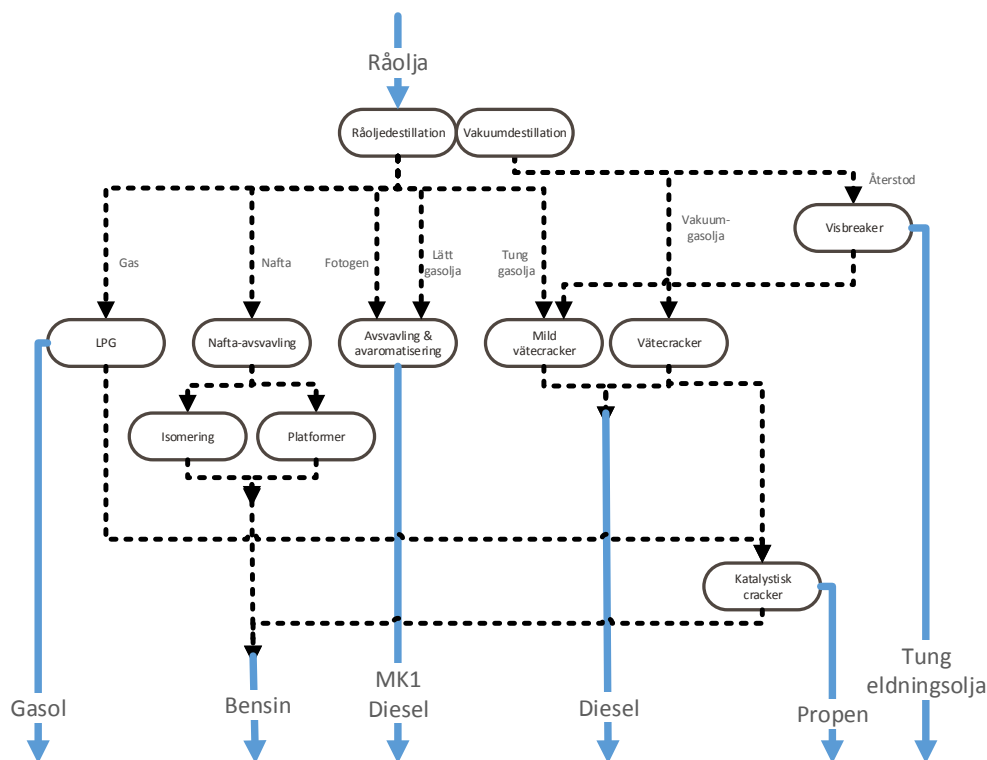 Råolja
Råoljedestillation
Vakuumdestillation
Återstod
Visbreaker
Vakuum-
gasolja
Gas
Nafta
Fotogen
Lätt
gasolja
Tung
gasolja
LPG
Nafta-avsvavling
Avsvavling &
avaromatisering
Mild
vätecracker
Vätecracker
Isomering
Platformer
Katalystisk
cracker
Gasol
Bensin
MK1
Diesel
Diesel
Propen
Tung
eldningsolja